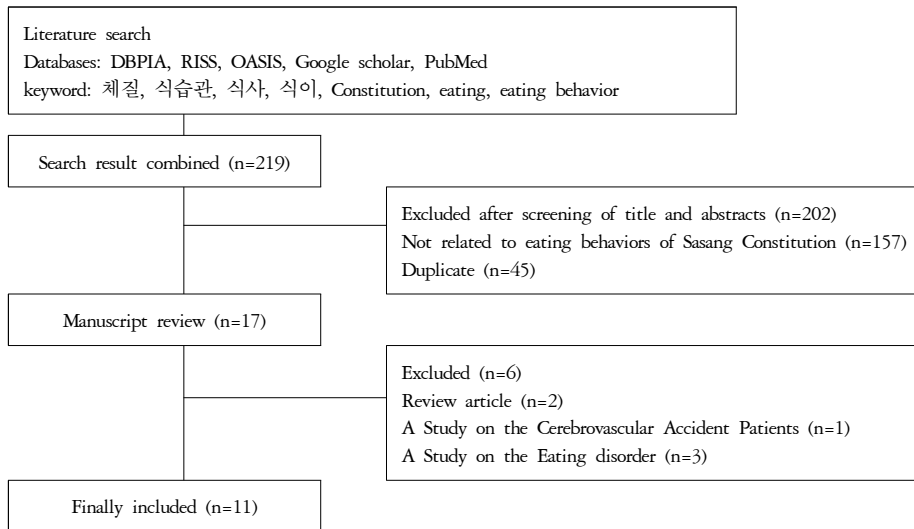 Literature search
Databases: DBPIA, RISS, OASIS, Google scholar, PubMed
keyword: 체질, 식습관, 식사, 식이, Constitution, eating, eating behavior
Search result combined (n=219)
Excluded after screening of title and abstracts (n=202)
Not related to eating behaviors of Sasang Constitution (n=157)
Duplicate (n=45)
Manuscript review (n=17)
Excluded (n=6)
Review article (n=2)
A Study on the Cerebrovascular Accident Patients (n=1)
A Study on the Eating disorder (n=3)
Finally included (n=11)